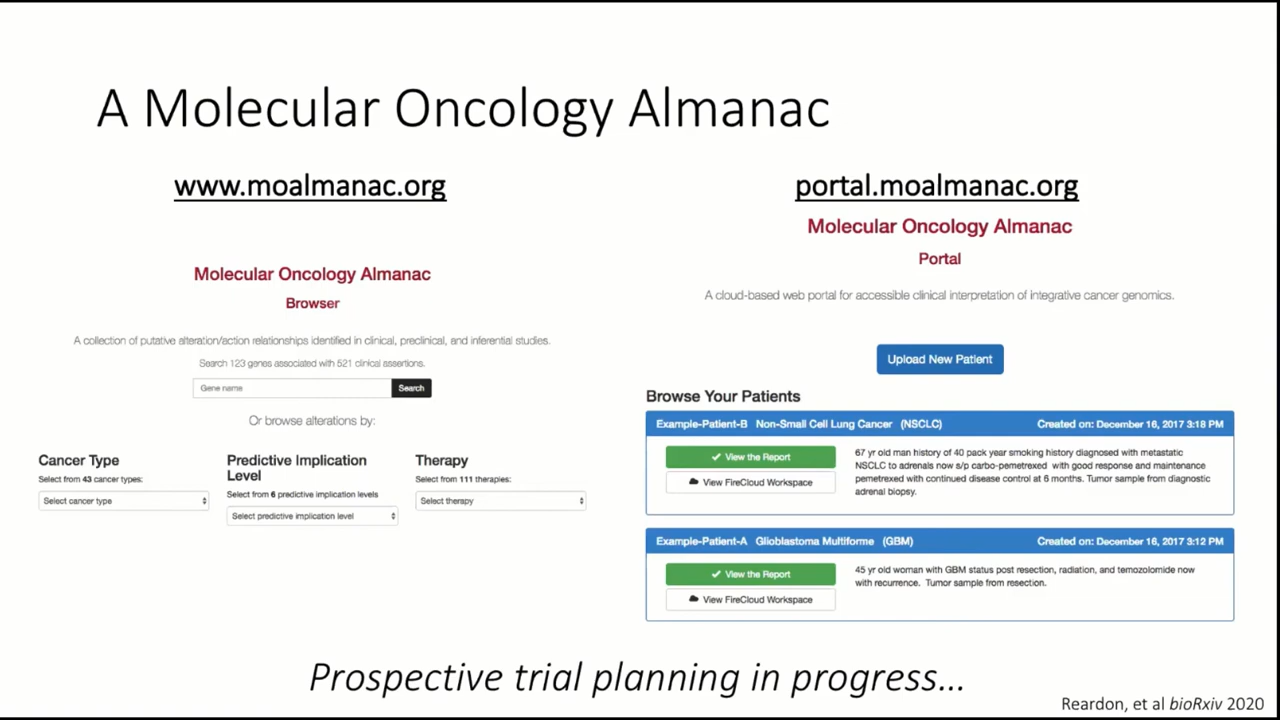 A Molecular Oncology Almanac
www.moalmanac.org
Molecular Oncology Almanac
Browser
A collection of putative alteration/action relationships identified in clinical, preclinical, and inferential studies.
Search 123 genes associated with 521 clinical assertions.
Gene name
Search
Or browse alterations by:
Cancer Type
Select from 43 cancer types:
Select cancer type
Predictive Implication
Level
Select from 6 predictive implication levels
Select predictive implication level
Therapy
Select from 111 therapies:
Select therapy
portal.moalmanac.org
Molecular Oncology Almanac
Portal
A cloud-based web portal for accessible clinical interpretation of integrative cancer genomics.
Upload New Patient
Browse Your Patients
Example-Patient-B Non-Small Cell Lung Cancer (NSCLC) Created on: December 16, 2017 3:18 PM
View the Report
View FireCloud Workspace
67 yr old man history of 40 pack year smoking history diagnosed with metastatic
NSCLC to adrenals now s/p carbo-pemetrexed with good response and maintenance
pemetrexed with continued disease control at 6 months. Tumor sample from diagnostic
adrenal biopsy.
Example-Patient-A Glioblastoma Multiforme (GBM) Created on: December 16, 2017 3:12 PM
View the Report
View FireCloud Workspace
45 yr old woman with GBM status post resection, radiation, and temozolomide now
with recurrence. Tumor sample from resection.
Prospective trial planning in progress…
Reardon, et al bioRxiv 2020